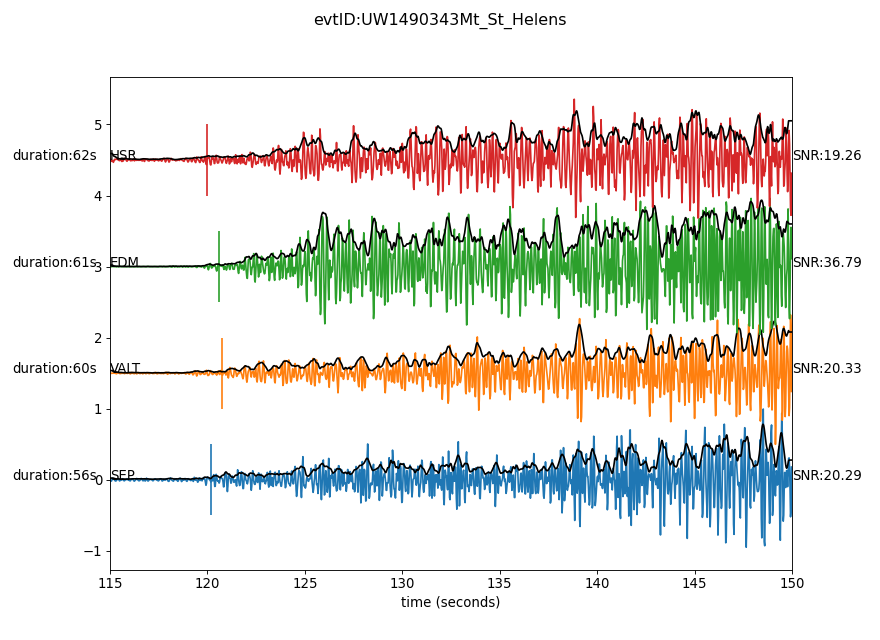 evtID:UW1490343Mt_St_Helens
5
duration:62s HSR SNR:19.26
4
duration:61s 3 EDM SNR:36.79
2
duration:60s VALT SNR:20.33
1
duration:56s 0 SEP SNR:20.29
−1
115 120 125 130 135 140 145 150
time (seconds)